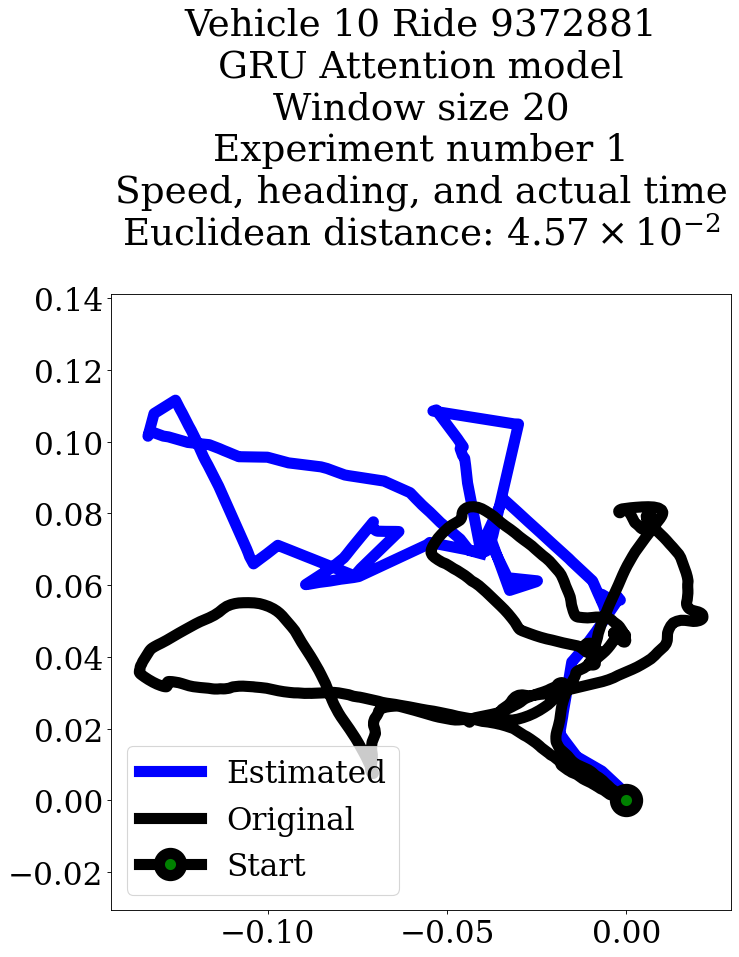 Vehicle 10 Ride 9372881
GRU Attention model
Window size 20
Experiment number 1
Speed, heading, and actual time
Euclidean distance: 4.57 × 10⁻²
0.14
0.12
0.10
0.08
0.06
0.04
0.02
0.00
−0.02
Estimated
Original
Start
−0.10 −0.05 0.00